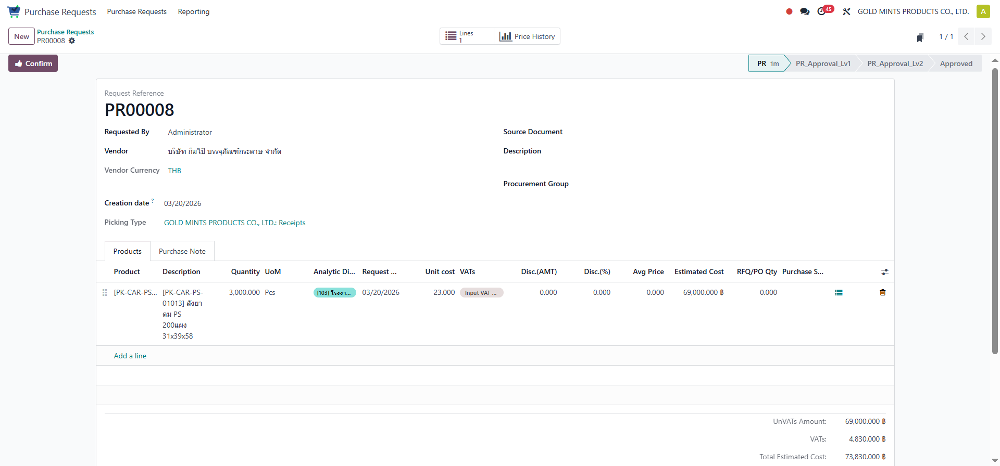 Purchase Requests Purchase Requests Reporting 45 GOLD MINTS PRODUCTS CO., LTD. A
New Purchase Requests PR00008 Lines 1 Price History 1 / 1
Confirm PR 1m PR_Approval_Lv1 PR_Approval_Lv2 Approved
Request Reference
PR00008
Requested By Administrator Source Document
Vendor บริษัท กิมไป๊ บรรจุภัณฑ์กระดาษ จำกัด Description
Vendor Currency THB
Procurement Group
Creation date ? 03/20/2026
Picking Type GOLD MINTS PRODUCTS CO., LTD.: Receipts
Products Purchase Note
Product Description Quantity UoM Analytic Di... Request ... Unit cost VATs Disc.(AMT) Disc.(%) Avg Price Estimated Cost RFQ/PO Qty Purchase S...
[PK-CAR-PS... [PK-CAR-PS- 3,000.000 Pcs [103] โรงงา... 03/20/2026 23.000 Input VAT ... 0.000 0.000 0.000 69,000.000 ฿ 0.000
01013] ลังยา
ดม PS
200แผง
31x39x58
Add a line
UnVATs Amount: 69,000.000 ฿
VATs: 4,830.000 ฿
Total Estimated Cost: 73,830.000 ฿